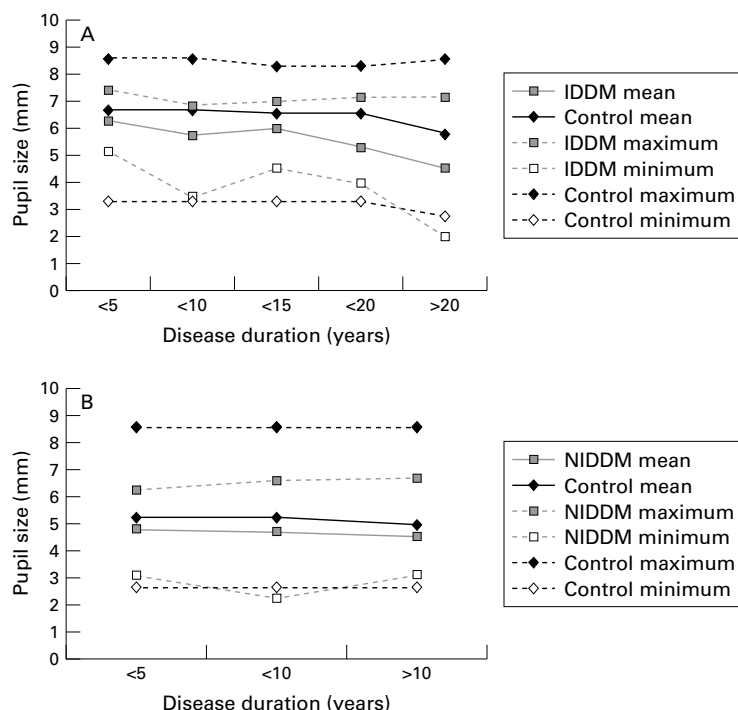 A
10
9
8
7
6
5
4
3
2
1
0
Pupil size (mm)
<5 <10 <15 <20 >20
Disease duration (years)
IDDM mean
Control mean
IDDM maximum
IDDM minimum
Control maximum
Control minimum
B
10
9
8
7
6
5
4
3
2
1
0
Pupil size (mm)
<5 <10 >10
Disease duration (years)
NIDDM mean
Control mean
NIDDM maximum
NIDDM minimum
Control maximum
Control minimum